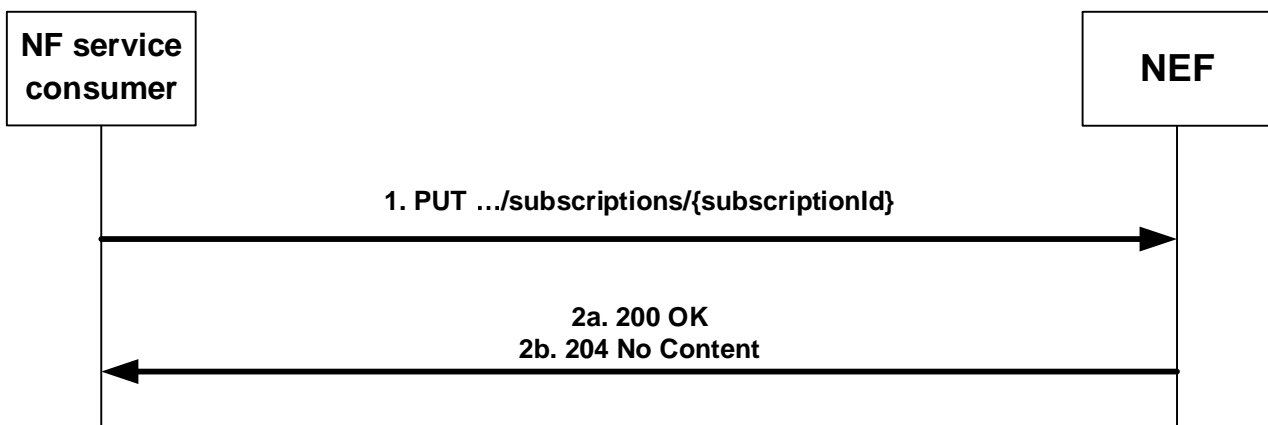 NF service
consumer
NEF
1. PUT …/subscriptions/{subscriptionId}
2a. 200 OK
2b. 204 No Content